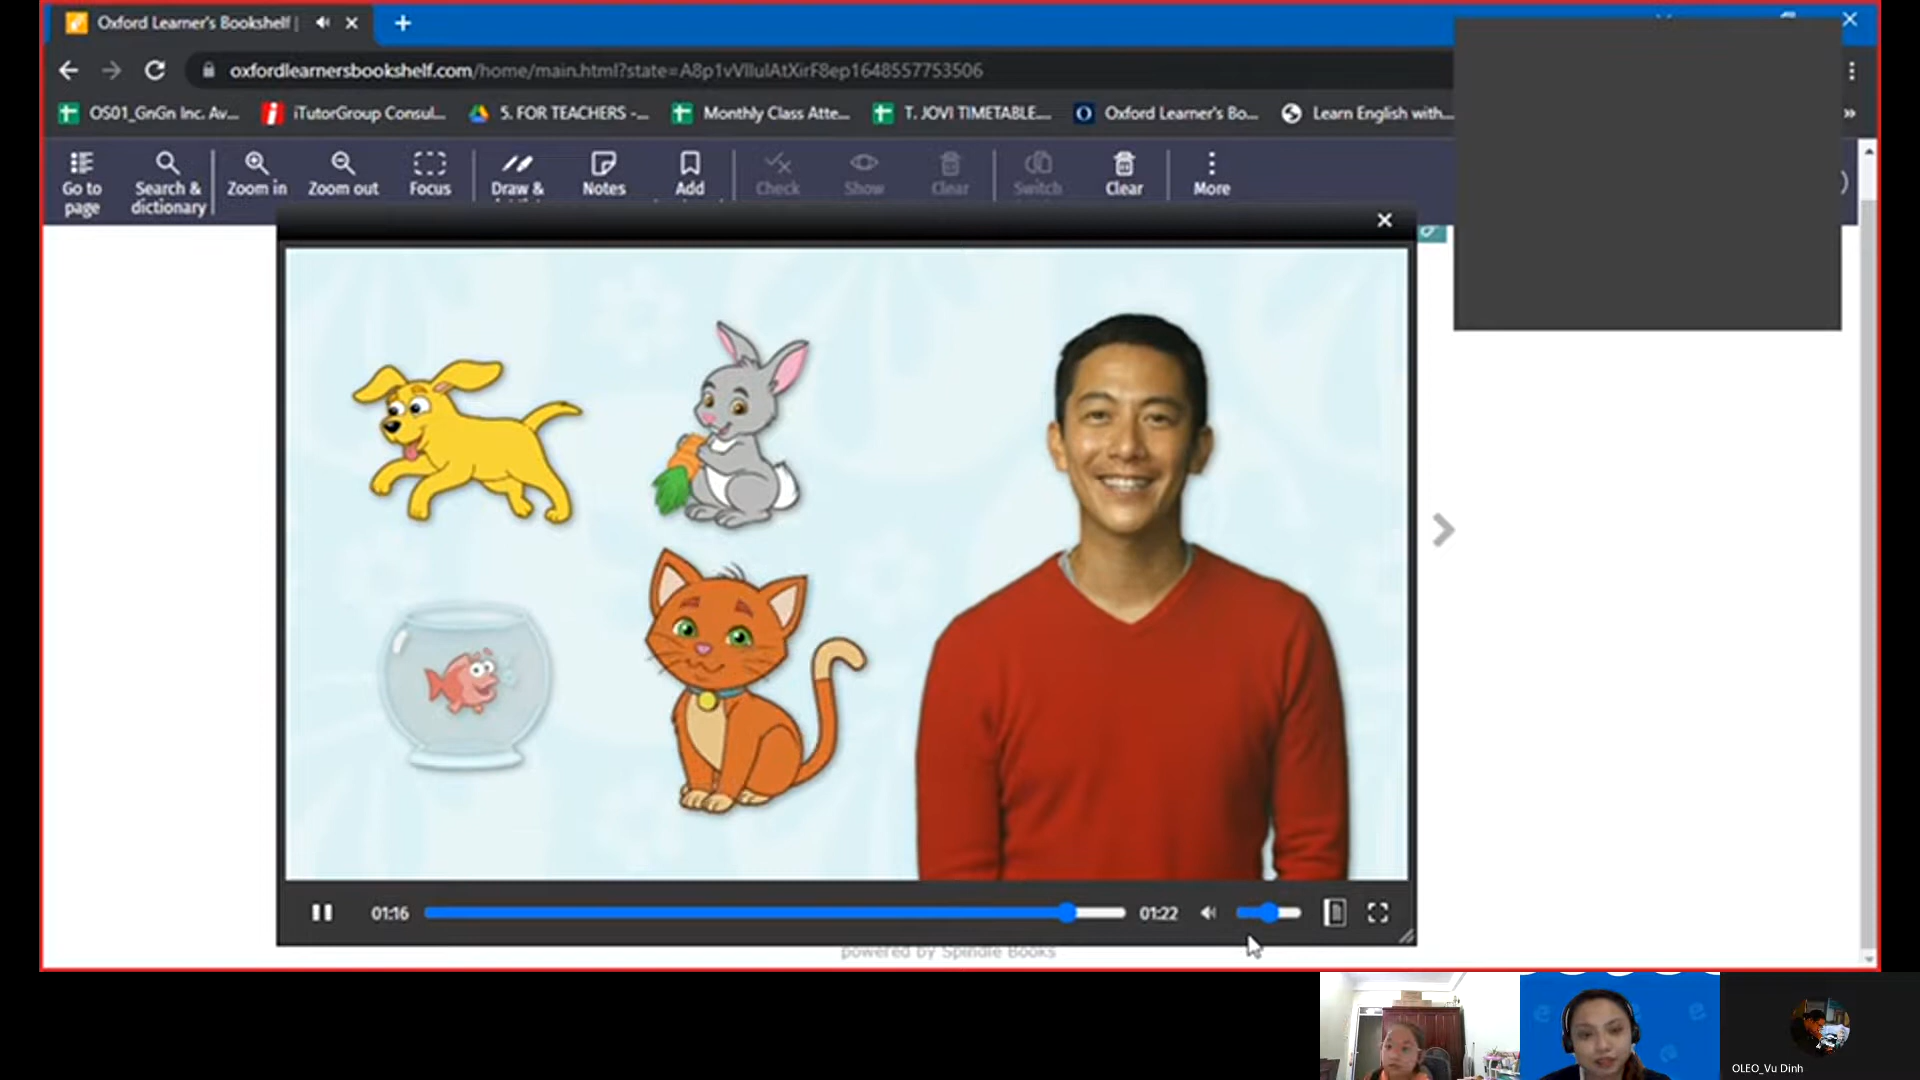 Oxford Learner's Bookshelf |
oxfordlearnersbookshelf.com/home/main.html?state=A8p1vVIIulAtXirF8ep1648557753506
OS01_GnGn Inc. Av...
iTutorGroup Consul...
5. FOR TEACHERS -...
Monthly Class Atte...
T. JOVI TIMETABLE....
Oxford Learner's Bo...
Learn English with...
Go to page
Search & dictionary
Zoom in
Zoom out
Focus
Draw &
Notes
Add
Check
Show
Clear
Switch
Clear
More
01:16
01:22
powered by Spindle Books
OLEO_Vu Dinh